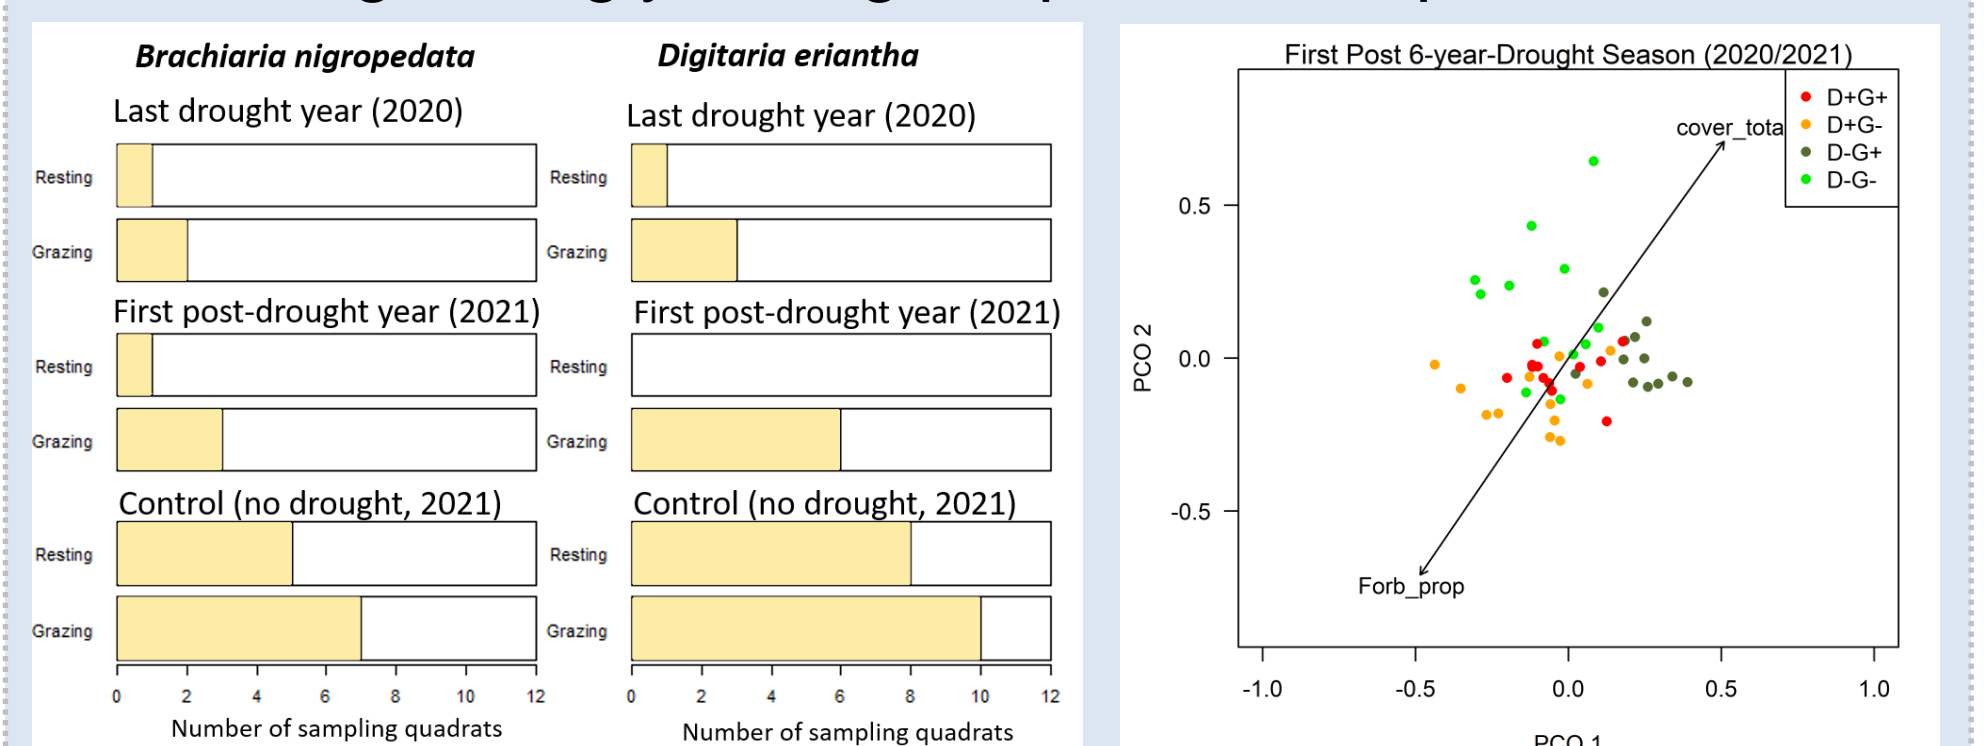 Brachiaria nigropedata
Last drought year (2020)
Resting
Grazing
First post-drought year (2021)
Resting
Grazing
Control (no drought, 2021)
Resting
Grazing
0 2 4 6 8 10 12
Number of sampling quadrats
Digitaria eriantha
Last drought year (2020)
Resting
Grazing
First post-drought year (2021)
Resting
Grazing
Control (no drought, 2021)
Resting
Grazing
0 2 4 6 8 10 12
Number of sampling quadrats
First Post 6-year-Drought Season (2020/2021)
D+G+
D+G-
D-G+
D-G-
cover_tota
Forb_prop
PCO 2
0.5
0.0
-0.5
-1.0 -0.5 0.0 0.5 1.0
PCO 1